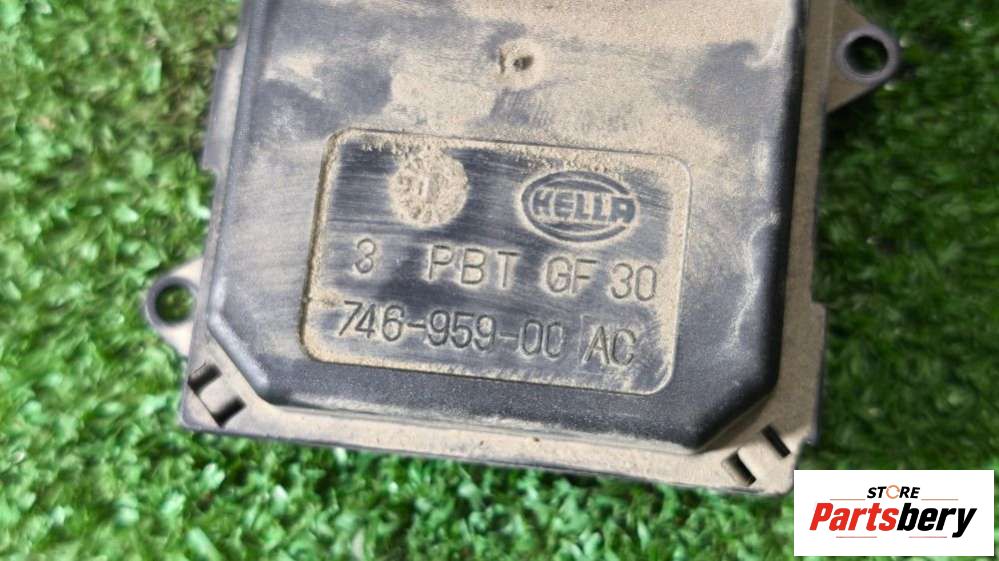 HELLA
3 PBT GF 30
746-959-00 AC
STORE
Partsbery